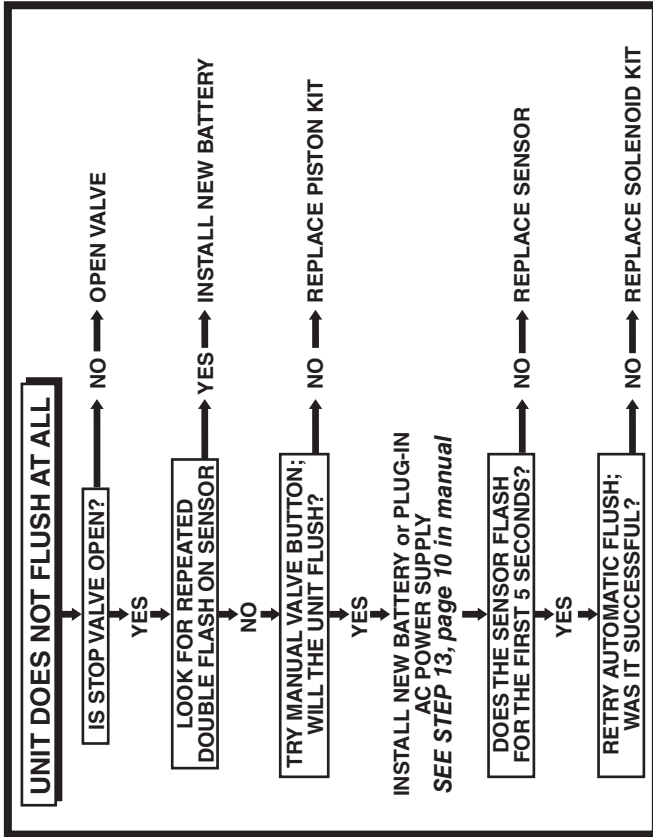 UNIT DOES NOT FLUSH AT ALL
IS STOP VALVE OPEN?
NO
OPEN VALVE
YES
LOOK FOR REPEATED
DOUBLE FLASH ON SENSOR
YES
INSTALL NEW BATTERY
NO
TRY MANUAL VALVE BUTTON;
WILL THE UNIT FLUSH?
NO
REPLACE PISTON KIT
YES
INSTALL NEW BATTERY or PLUG-IN
AC POWER SUPPLY
SEE STEP 13, page 10 in manual
DOES THE SENSOR FLASH
FOR THE FIRST 5 SECONDS?
NO
REPLACE SENSOR
YES
RETRY AUTOMATIC FLUSH;
WAS IT SUCCESSFUL?
NO
REPLACE SOLENOID KIT